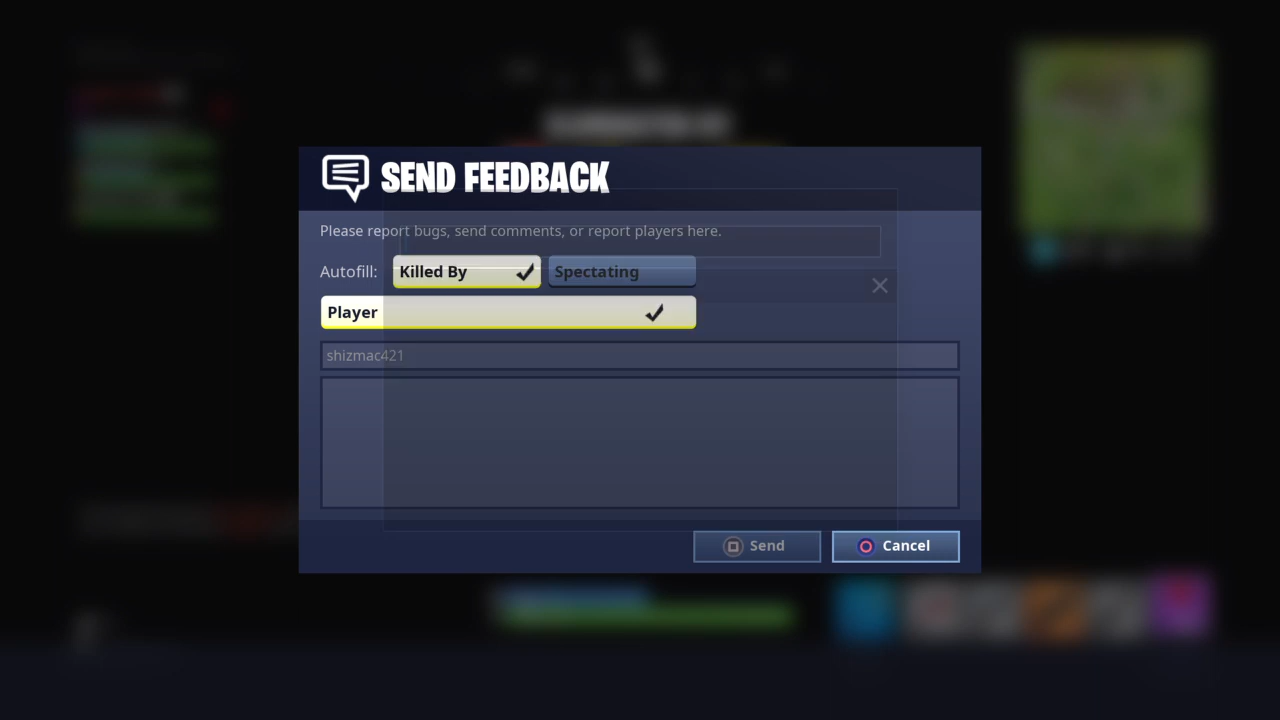 SEND FEEDBACK
Please report bugs, send comments, or report players here.
Autofill: Killed By Spectating
Player
shizmac421
Send Cancel